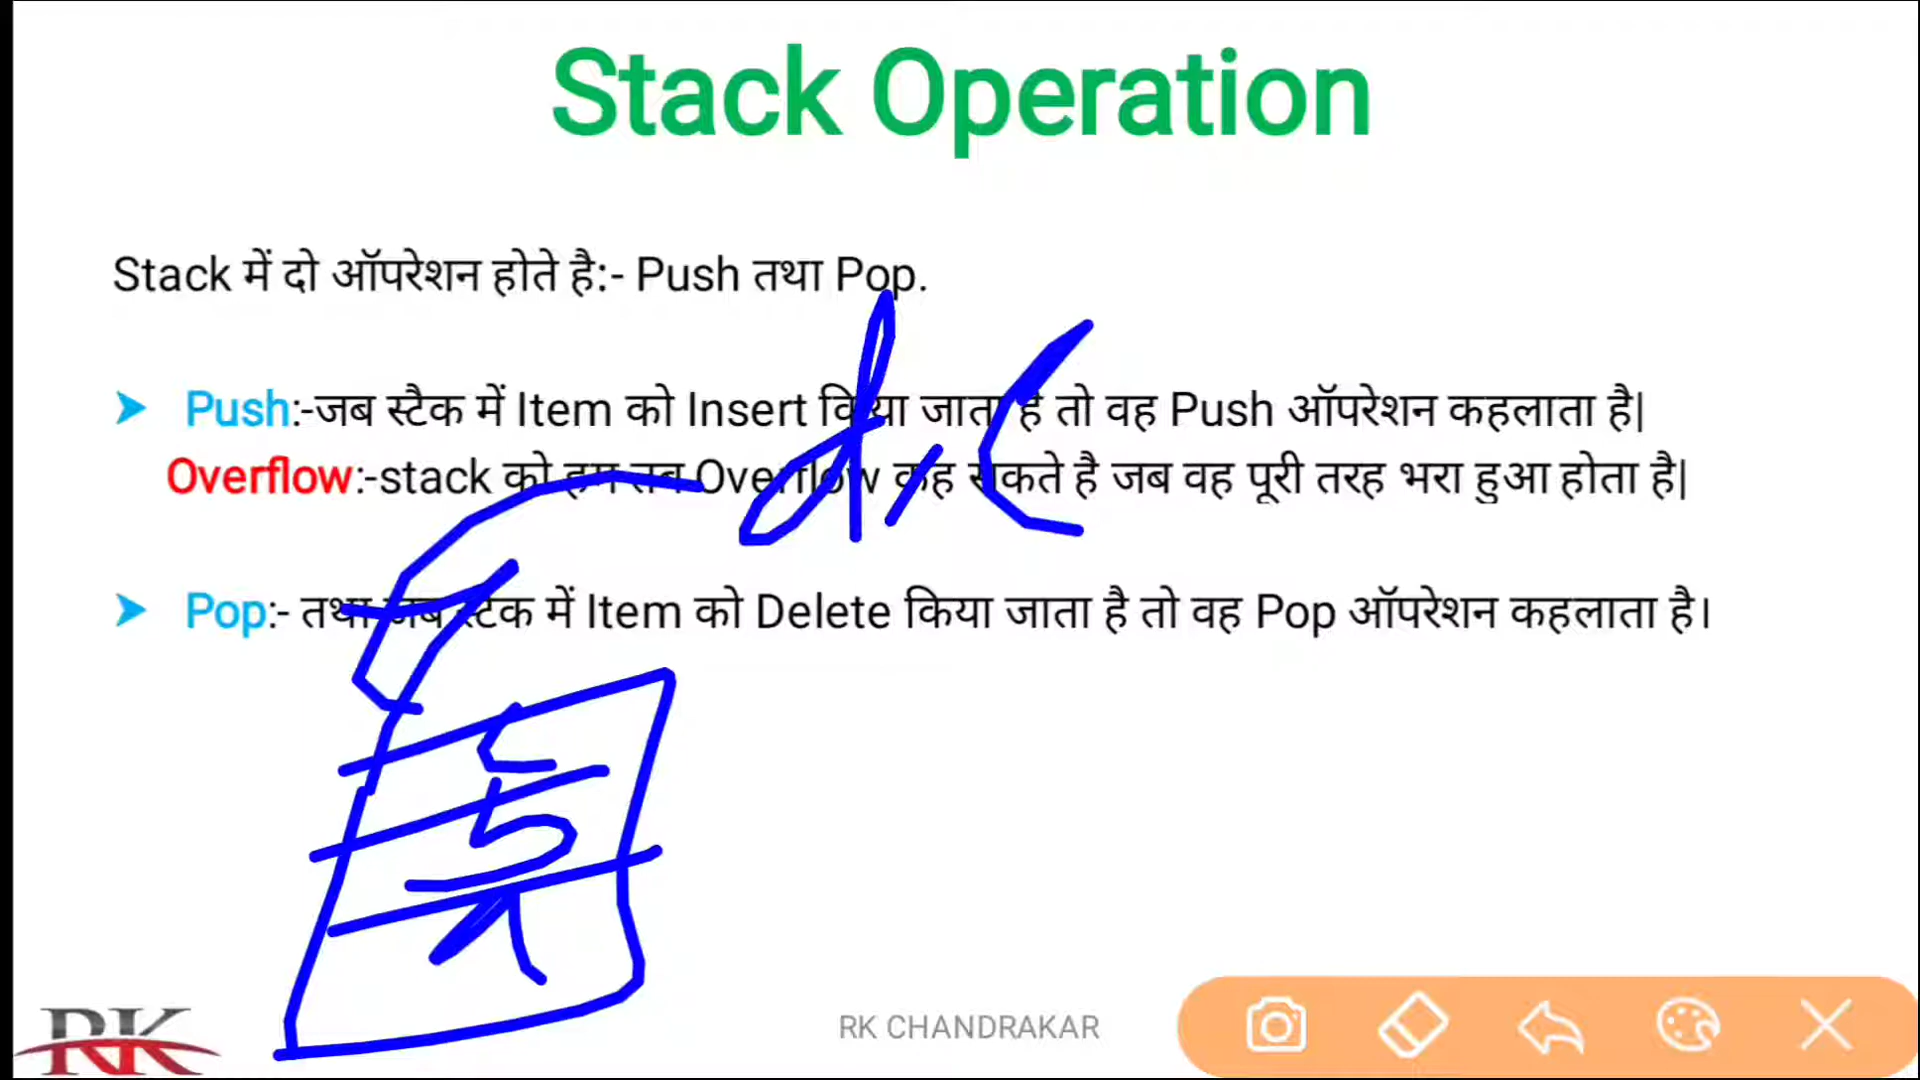 Stack Operation
Stack में दो ऑपरेशन होते है:- Push तथा Pop.
Push:-जब स्टैक में Item को Insert किया जाता है तो वह Push ऑपरेशन कहलाता है|
Overflow:-stack को हम तब Overflow कह सकते है जब वह पूरी तरह भरा हुआ होता है|
Pop:- तथा जब स्टैक में Item को Delete किया जाता है तो वह Pop ऑपरेशन कहलाता है।
d, C
C
b
RK
RK CHANDRAKAR